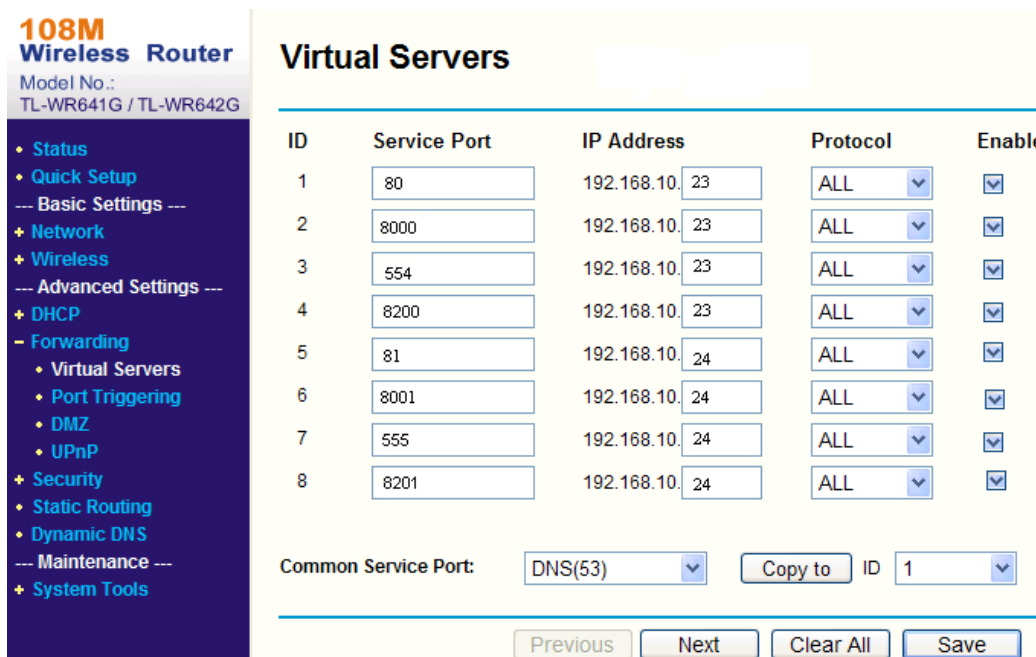 108M
Wireless Router
Model No.:
TL-WR641G / TL-WR642G
Status
Quick Setup
--- Basic Settings ---
+ Network
+ Wireless
--- Advanced Settings ---
+ DHCP
– Forwarding
Virtual Servers
Port Triggering
DMZ
UPnP
+ Security
Static Routing
Dynamic DNS
--- Maintenance ---
+ System Tools
Virtual Servers
ID Service Port IP Address Protocol Enable
1 80 192.168.10. 23 ALL
2 8000 192.168.10. 23 ALL
3 554 192.168.10. 23 ALL
4 8200 192.168.10. 23 ALL
5 81 192.168.10. 24 ALL
6 8001 192.168.10. 24 ALL
7 555 192.168.10. 24 ALL
8 8201 192.168.10. 24 ALL
Common Service Port: DNS(53) Copy to ID 1
Previous Next Clear All Save